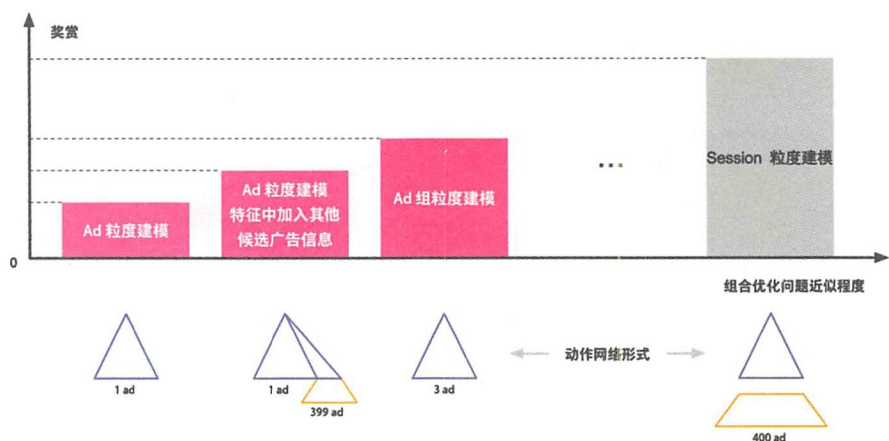 奖赏
Ad 粒度建模
Ad 粒度建模
特征中加入其他
候选广告信息
Ad 组粒度建模
...
Session 粒度建模
0
组合优化问题近似程度
1 ad
1 ad
399 ad
3 ad
动作网络形式
400 ad